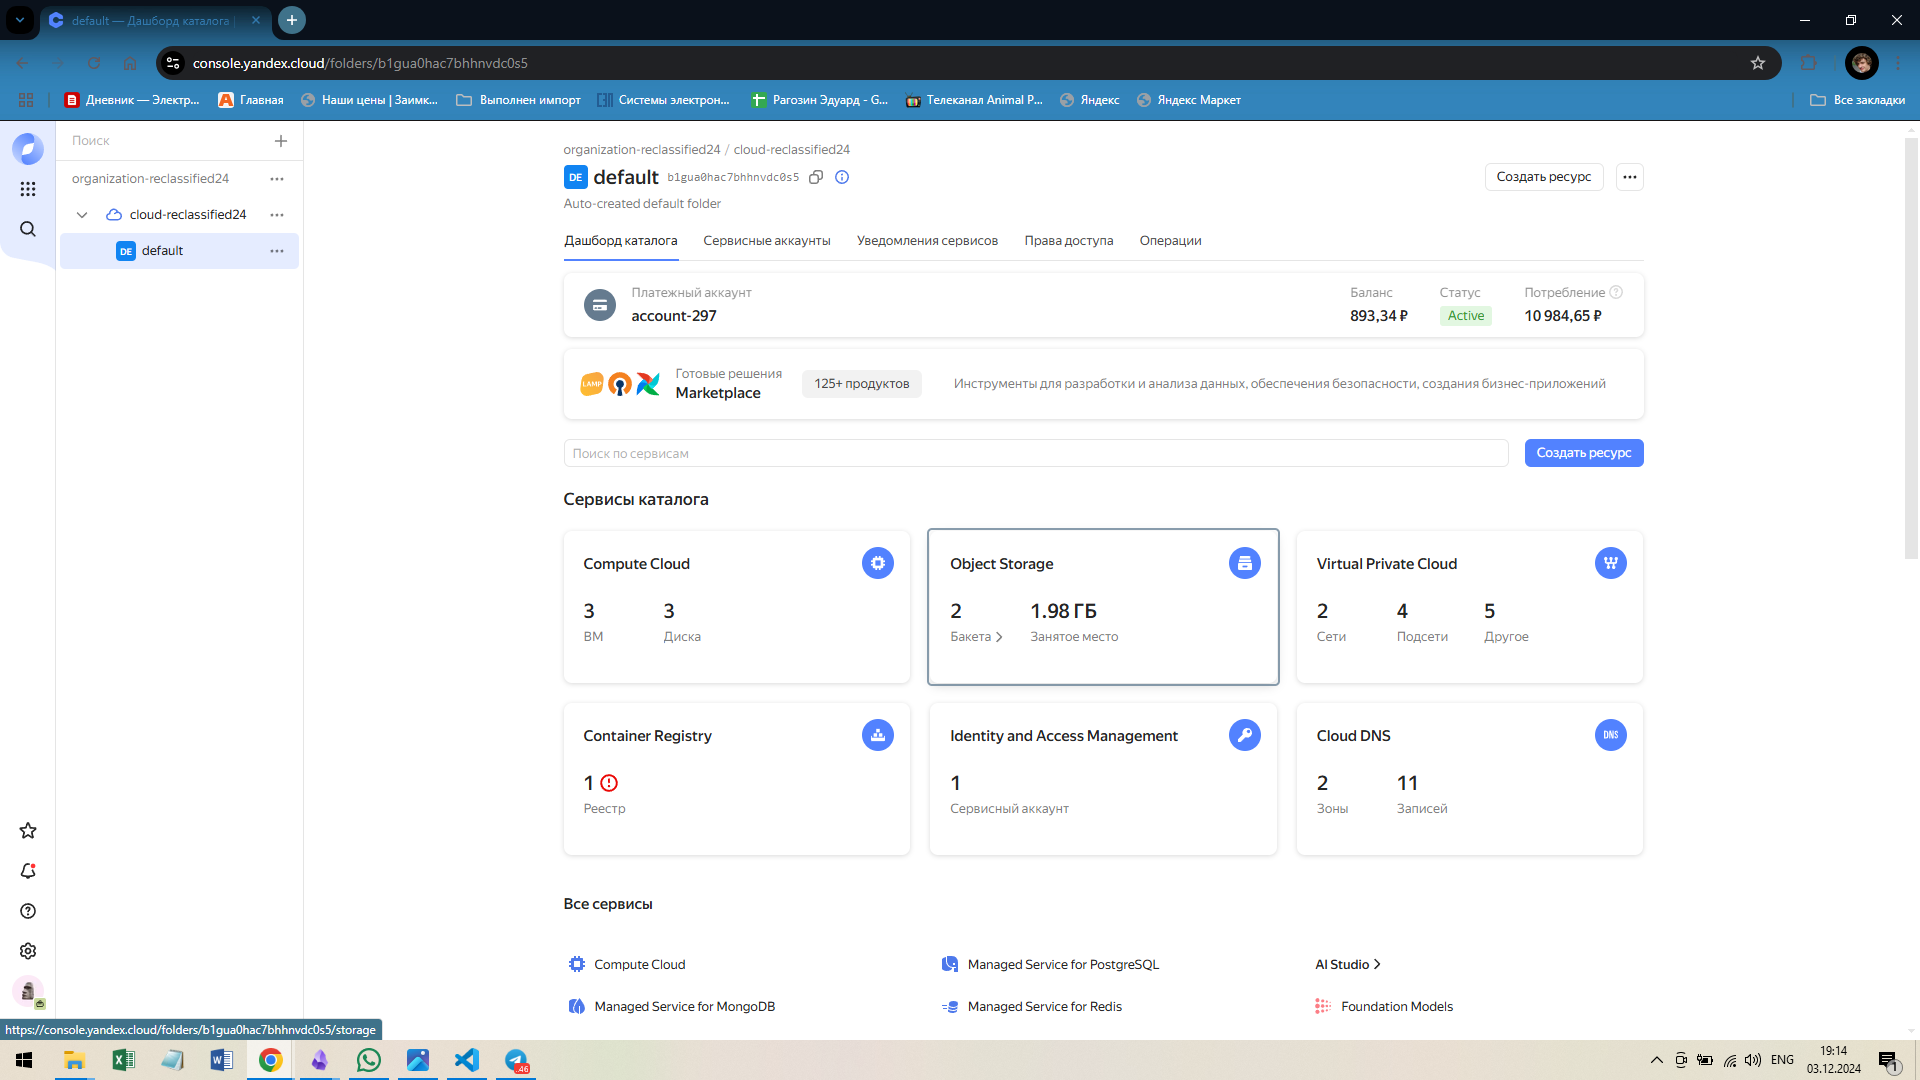 default — Дашборд каталога
console.yandex.cloud/folders/b1gua0hac7bhhnvdc0s5
Дневник — Электр...
Главная
Наши цены | Заимк...
Выполнен импорт
Системы электрон...
Рагозин Эдуард - G...
Телеканал Animal P...
Яндекс
Яндекс Маркет
Все закладки
Поиск
organization-reclassified24
cloud-reclassified24
DE default
organization-reclassified24 / cloud-reclassified24
DE default b1gua0hac7bhhnvdc0s5
Auto-created default folder
Создать ресурс
Дашборд каталога
Сервисные аккаунты
Уведомления сервисов
Права доступа
Операции
Платежный аккаунт
account-297
Баланс
893,34 ₽
Статус
Active
Потребление
10 984,65 ₽
LAMP
Готовые решения
Marketplace
125+ продуктов
Инструменты для разработки и анализа данных, обеспечения безопасности, создания бизнес-приложений
Поиск по сервисам
Создать ресурс
Сервисы каталога
Compute Cloud
3 3
ВМ Диска
Object Storage
2 1.98 ГБ
Бакета Занятое место
Virtual Private Cloud
2 4 5
Сети Подсети Другое
Container Registry
1
Реестр
Identity and Access Management
1
Сервисный аккаунт
Cloud DNS
DNS
2 11
Зоны Записей
Все сервисы
Compute Cloud
Managed Service for PostgreSQL
AI Studio
Managed Service for MongoDB
Managed Service for Redis
Foundation Models
https://console.yandex.cloud/folders/b1gua0hac7bhhnvdc0s5/storage
46
ENG
19:14
03.12.2024
1